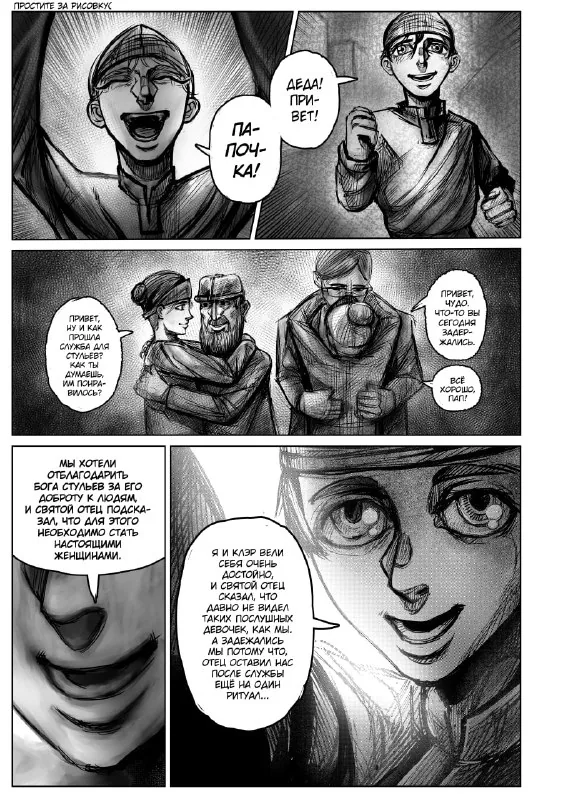 ПРОСТИТЕ ЗА РИСОВКУС
ПА-
ПОЧ-
КА!
ДЕДА!
ПРИ-
ВЕТ!
ПРИВЕТ,
НУ И КАК
ПРОШЛА
СЛУЖБА ДЛЯ
СТУЛЬЕВ?
КАК ТЫ
ДУМАЕШЬ,
ИМ ПОНРА-
ВИЛОСЬ?
ПРИВЕТ,
ЧУДО.
ЧТО-ТО ВЫ
СЕГОДНЯ
ЗАДЕР-
ЖАЛИСЬ.
ВСЁ
ХОРОШО,
ПАП!
МЫ ХОТЕЛИ
ОТБЛАГОДАРИТЬ
БОГА СТУЛЬЕВ ЗА ЕГО
ДОБРОТУ К ЛЮДЯМ,
И СВЯТОЙ ОТЕЦ ПОДСКА-
ЗАЛ, ЧТО ДЛЯ ЭТОГО
НЕОБХОДИМО СТАТЬ
НАСТОЯЩИМИ
ЖЕНЩИНАМИ.
Я И КЛЭР ВЕЛИ
СЕБЯ ОЧЕНЬ
ДОСТОЙНО,
И СВЯТОЙ ОТЕЦ
СКАЗАЛ, ЧТО
ДАВНО НЕ ВИДЕЛ
ТАКИХ ПОСЛУШНЫХ
ДЕВОЧЕК, КАК МЫ.
А ЗАДЕЖАЛИСЬ
МЫ ПОТОМУ ЧТО,
ОТЕЦ ОСТАВИЛ НАС
ПОСЛЕ СЛУЖБЫ
ЕЩЁ НА ОДИН
РИТУАЛ...